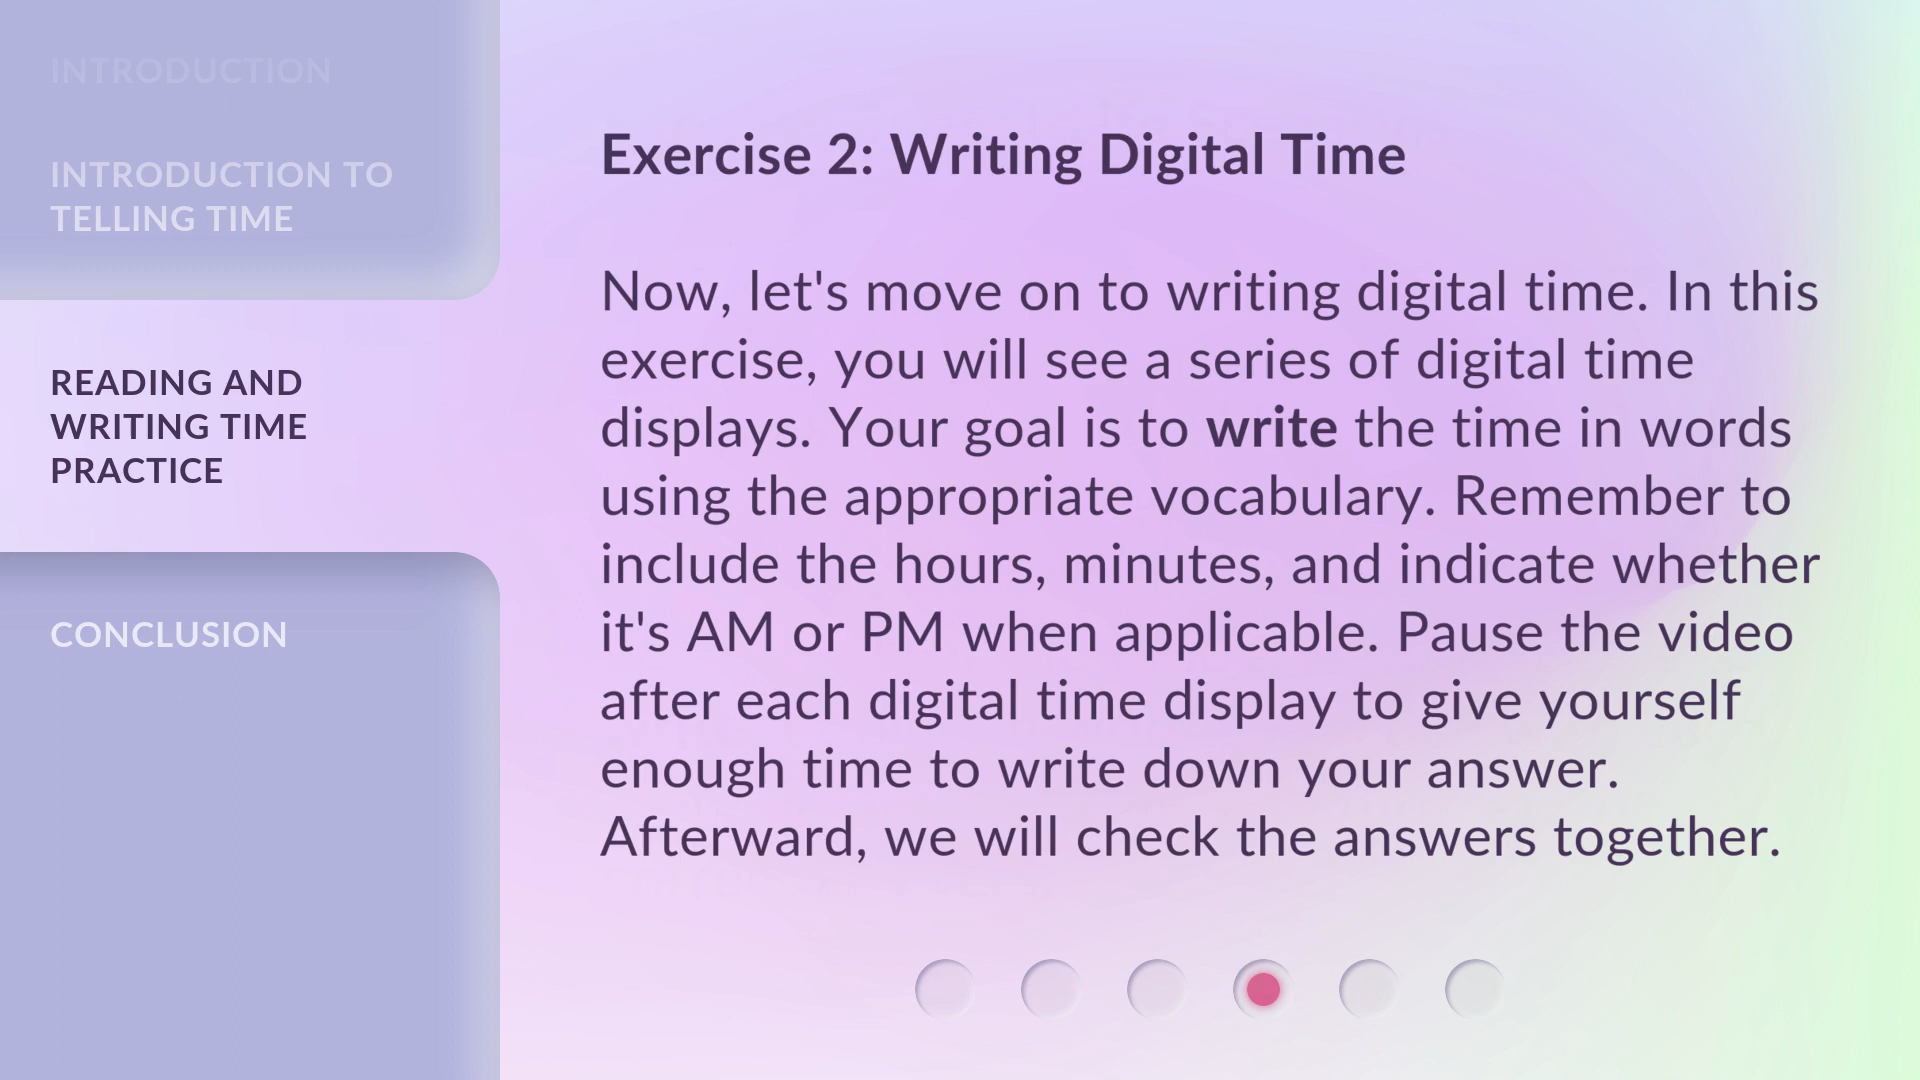 INTRODUCTION
INTRODUCTION TO
TELLING TIME
READING AND
WRITING TIME
PRACTICE
CONCLUSION
Exercise 2: Writing Digital Time
Now, let's move on to writing digital time. In this
exercise, you will see a series of digital time
displays. Your goal is to write the time in words
using the appropriate vocabulary. Remember to
include the hours, minutes, and indicate whether
it's AM or PM when applicable. Pause the video
after each digital time display to give yourself
enough time to write down your answer.
Afterward, we will check the answers together.